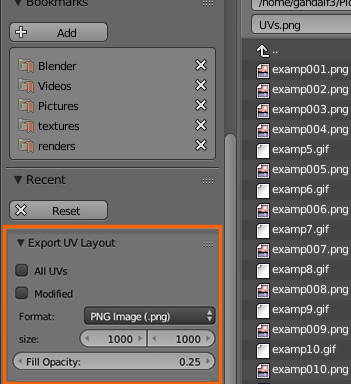 Bookmarks
Add
Blender
Videos
Pictures
textures
renders
Recent
Reset
Export UV Layout
All UVs
Modified
Format: PNG Image (.png)
size: 1000 1000
Fill Opacity: 0.25
/home/gandalf3/Pic
UVs.png
..
examp001.png
examp002.png
examp003.png
examp004.png
examp5.gif
examp005.png
examp6.gif
examp006.png
examp7.gif
examp007.png
examp8.gif
examp008.png
examp9.gif
examp009.png
examp10.gif
examp010.png